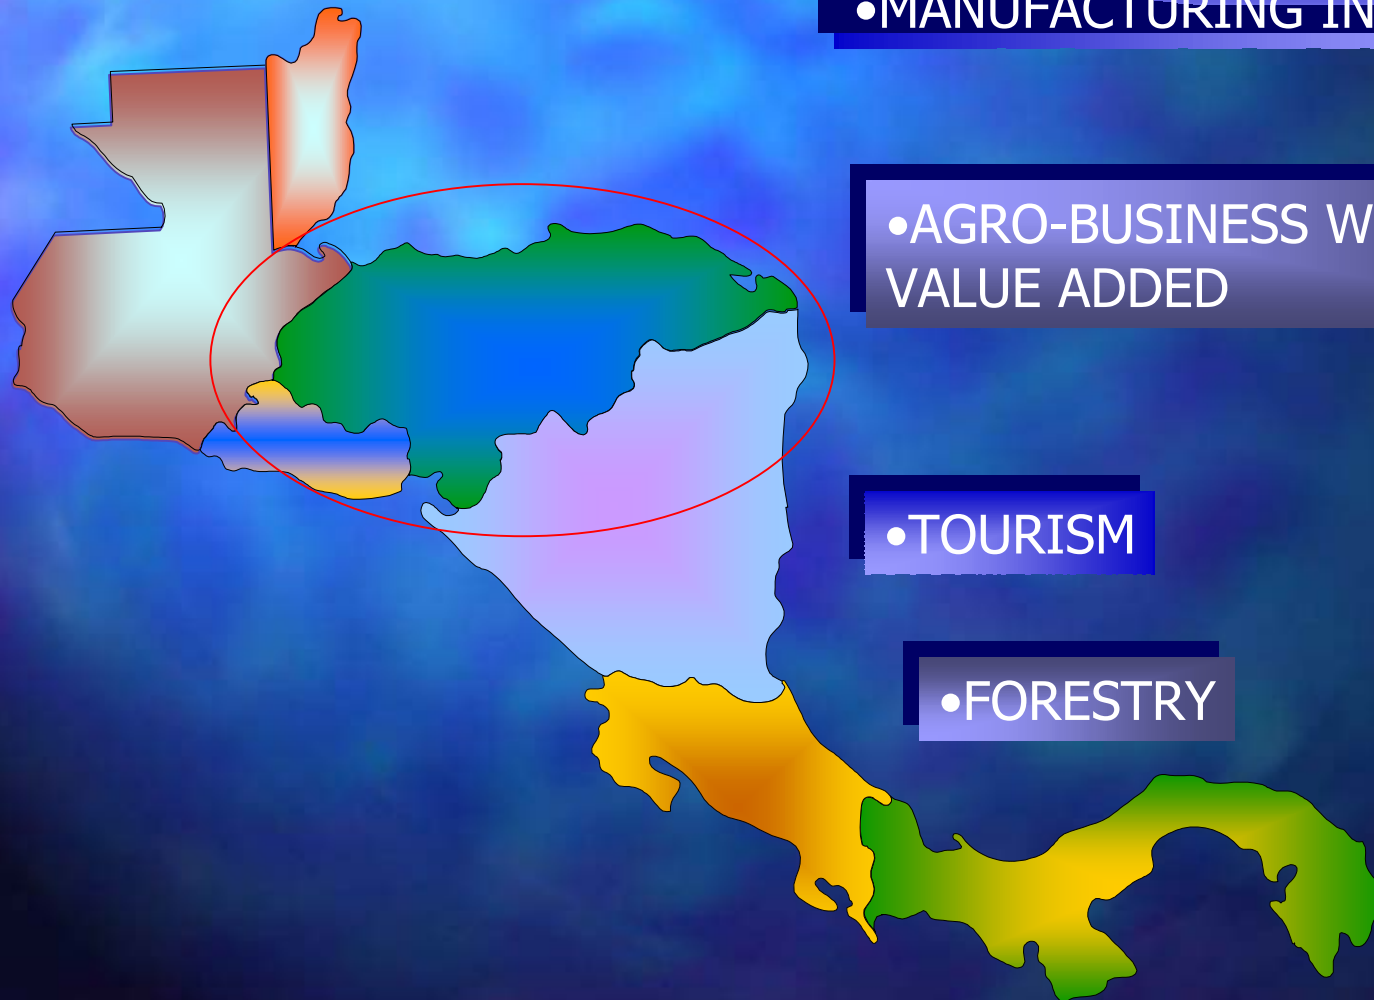 •MANUFACTURING IN
•AGRO-BUSINESS W
VALUE ADDED
•TOURISM
•FORESTRY